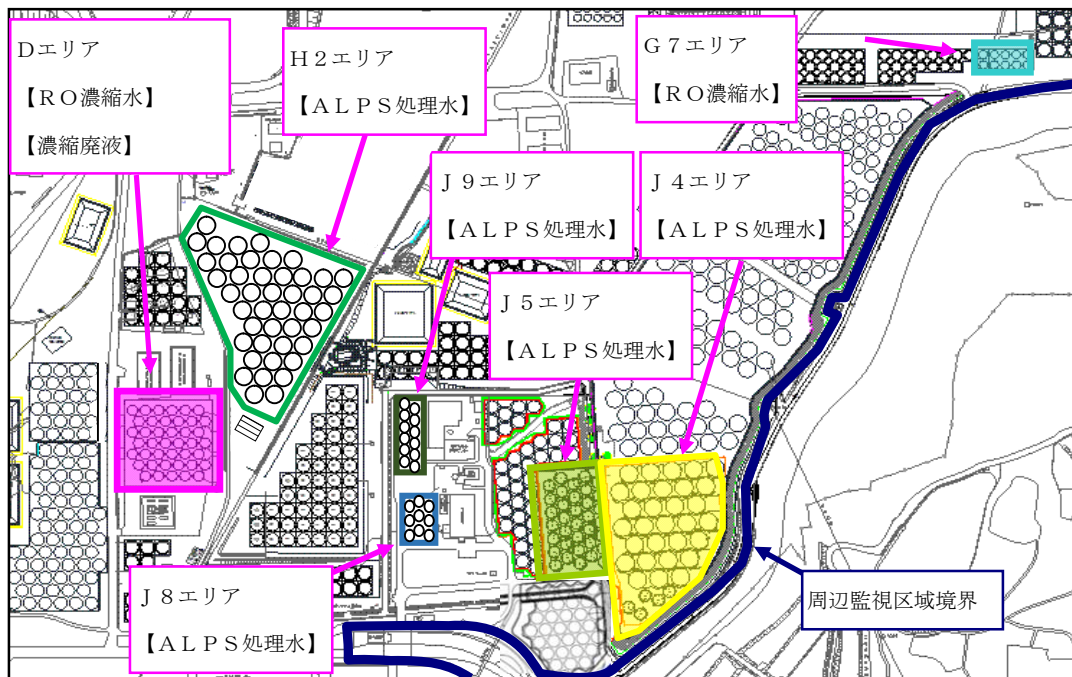 Dエリア
【RO濃縮水】
【濃縮廃液】
H2エリア
【ALPS処理水】
G7エリア
【RO濃縮水】
J9エリア
【ALPS処理水】
J4エリア
【ALPS処理水】
J5エリア
【ALPS処理水】
J8エリア
【ALPS処理水】
周辺監視区域境界